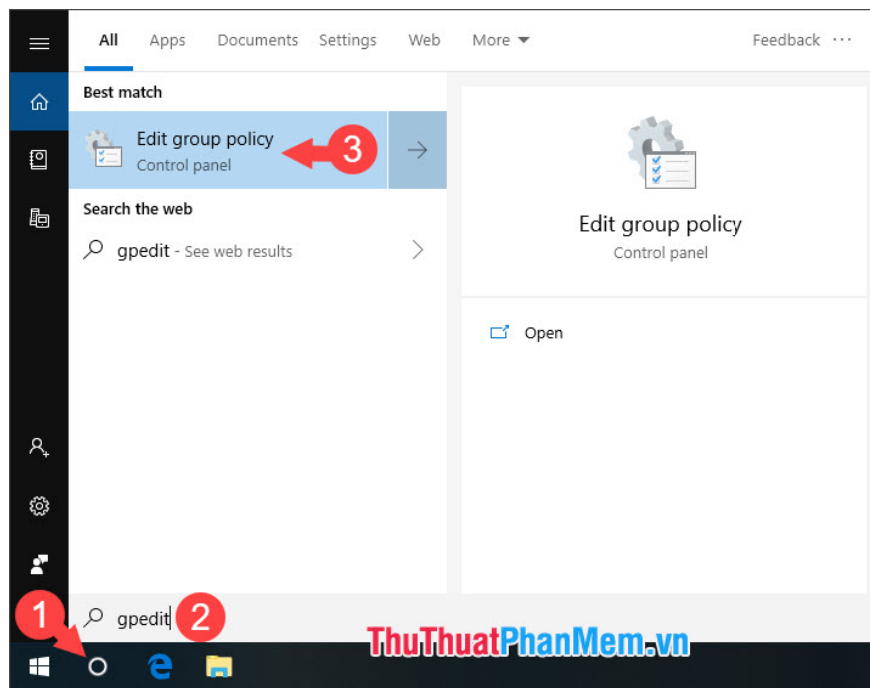 All Apps Documents Settings Web More Feedback ...
Best match
Edit group policy
Control panel
3
Search the web
gpedit - See web results
Edit group policy
Control panel
Open
1
gpedit
2
ThuThuatPhanMem.vn